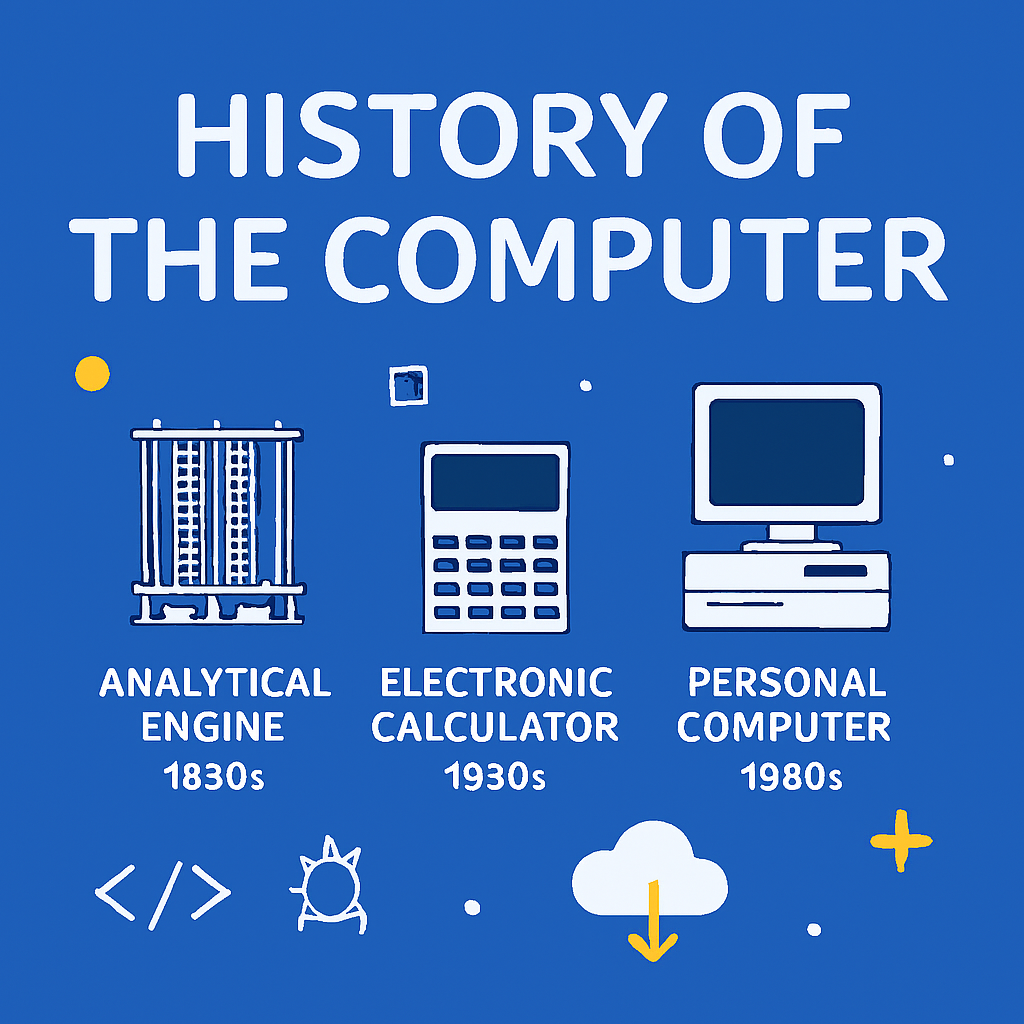 HISTORY OF
THE COMPUTER
ANALYTICAL
ENGINE
1830s
ELECTRONIC
CALCULATOR
1930s
PERSONAL
COMPUTER
1980s
</>